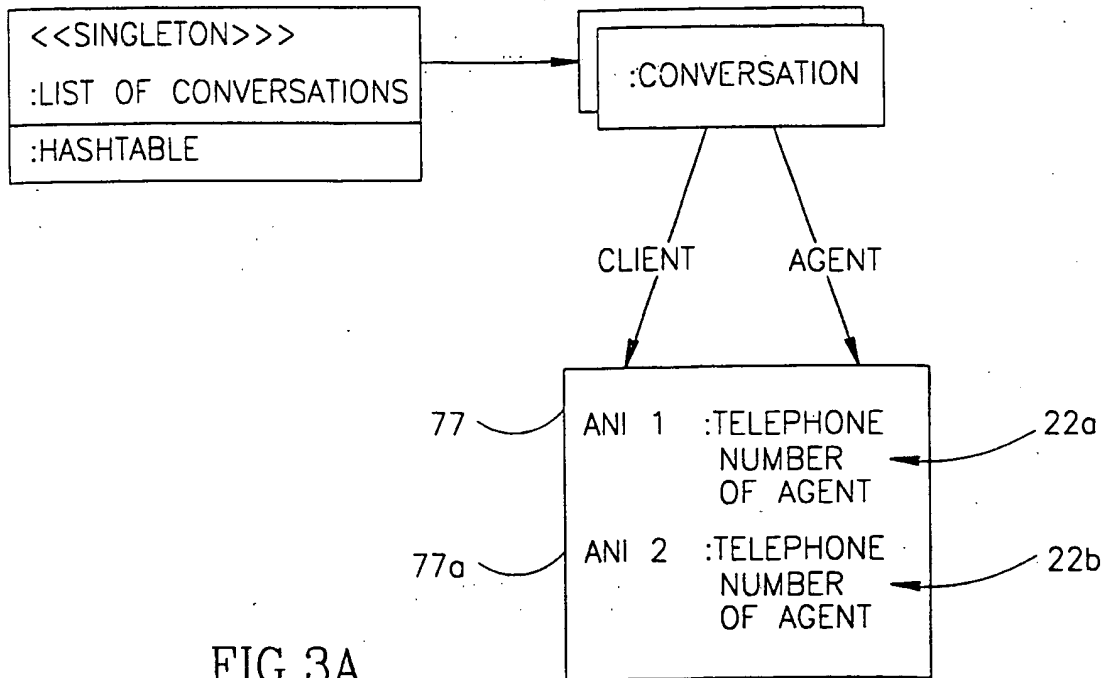 <<SINGLETON>>>
:LIST OF CONVERSATIONS
:HASHTABLE
:CONVERSATION
CLIENT
AGENT
77
ANI 1 :TELEPHONE
NUMBER
OF AGENT
22a
77a
ANI 2 :TELEPHONE
NUMBER
OF AGENT
22b
FIG.3A